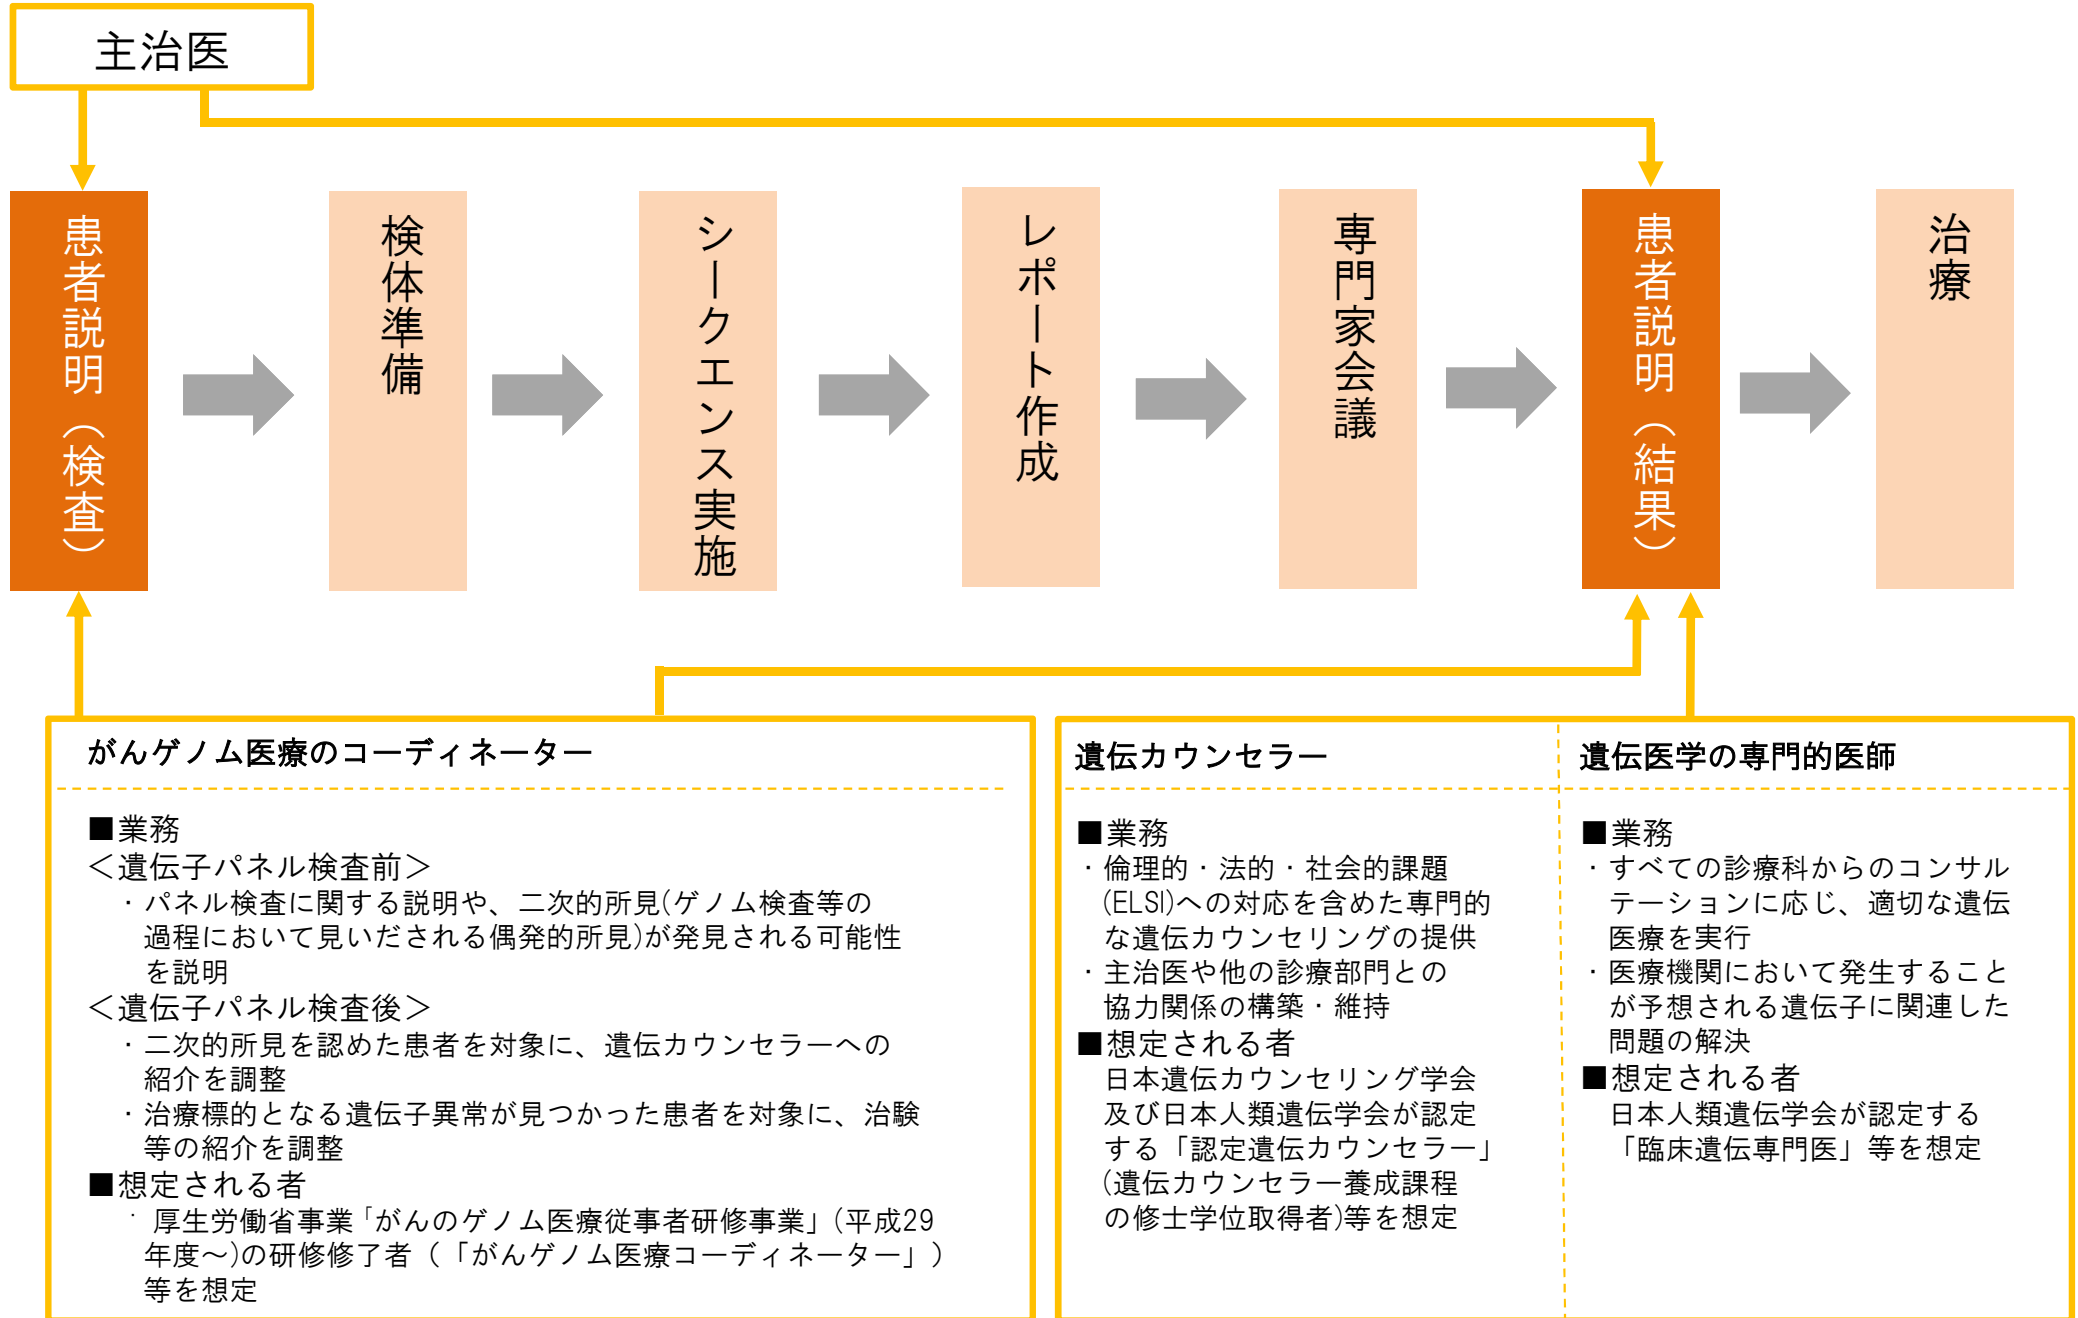 主治医
患者説明（検査）
検体準備
シークエンス実施
レポート作成
専門家会議
患者説明（結果）
治療
がんゲノム医療のコーディネーター
■業務
＜遺伝子パネル検査前＞
・パネル検査に関する説明や、二次的所見(ゲノム検査等の
過程において見いだされる偶発的所見)が発見される可能性
を説明
＜遺伝子パネル検査後＞
・二次的所見を認めた患者を対象に、遺伝カウンセラーへの
紹介を調整
・治療標的となる遺伝子異常が見つかった患者を対象に、治験
等の紹介を調整
■想定される者
・厚生労働省事業「がんのゲノム医療従事者研修事業」(平成29
年度～)の研修修了者（「がんゲノム医療コーディネーター」）
等を想定
遺伝カウンセラー
■業務
・倫理的・法的・社会的課題
(ELSI)への対応を含めた専門的
な遺伝カウンセリングの提供
・主治医や他の診療部門との
協力関係の構築・維持
■想定される者
日本遺伝カウンセリング学会
及び日本人類遺伝学会が認定
する「認定遺伝カウンセラー」
(遺伝カウンセラー養成課程
の修士学位取得者)等を想定
遺伝医学の専門的医師
■業務
・すべての診療科からのコンサル
テーションに応じ、適切な遺伝
医療を実行
・医療機関において発生すること
が予想される遺伝子に関連した
問題の解決
■想定される者
日本人類遺伝学会が認定する
「臨床遺伝専門医」等を想定